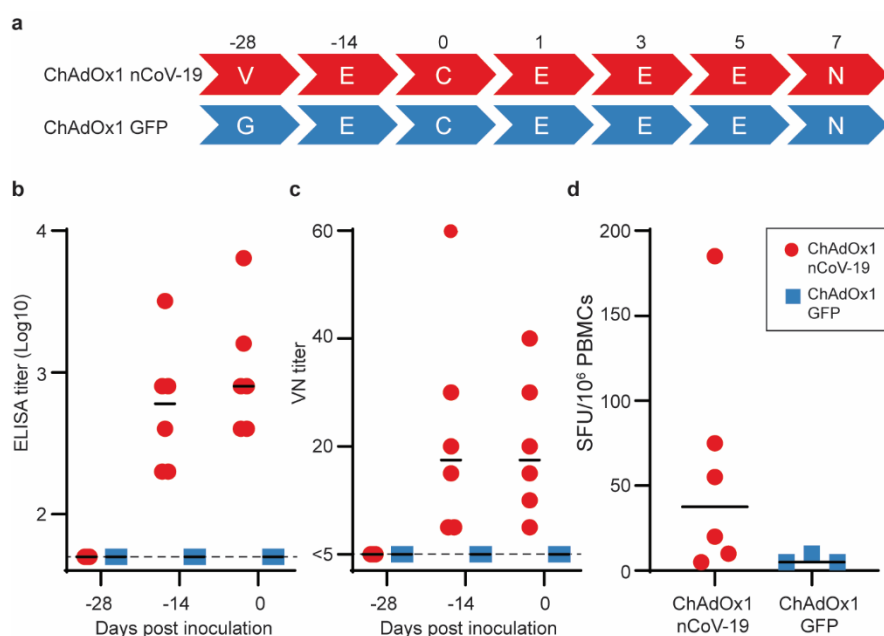 a
-28 -14 0 1 3 5 7
ChAdOx1 nCoV-19 V E C E E E N
ChAdOx1 GFP G E C E E E N
b
4
3
2
ELISA titer (Log10)
-28 -14 0
Days post inoculation
c
60
40
20
<5
VN titer
-28 -14 0
Days post inoculation
d
200
150
100
50
0
SFU/10⁶ PBMCs
ChAdOx1 ChAdOx1
nCoV-19 GFP
ChAdOx1
nCoV-19
ChAdOx1
GFP